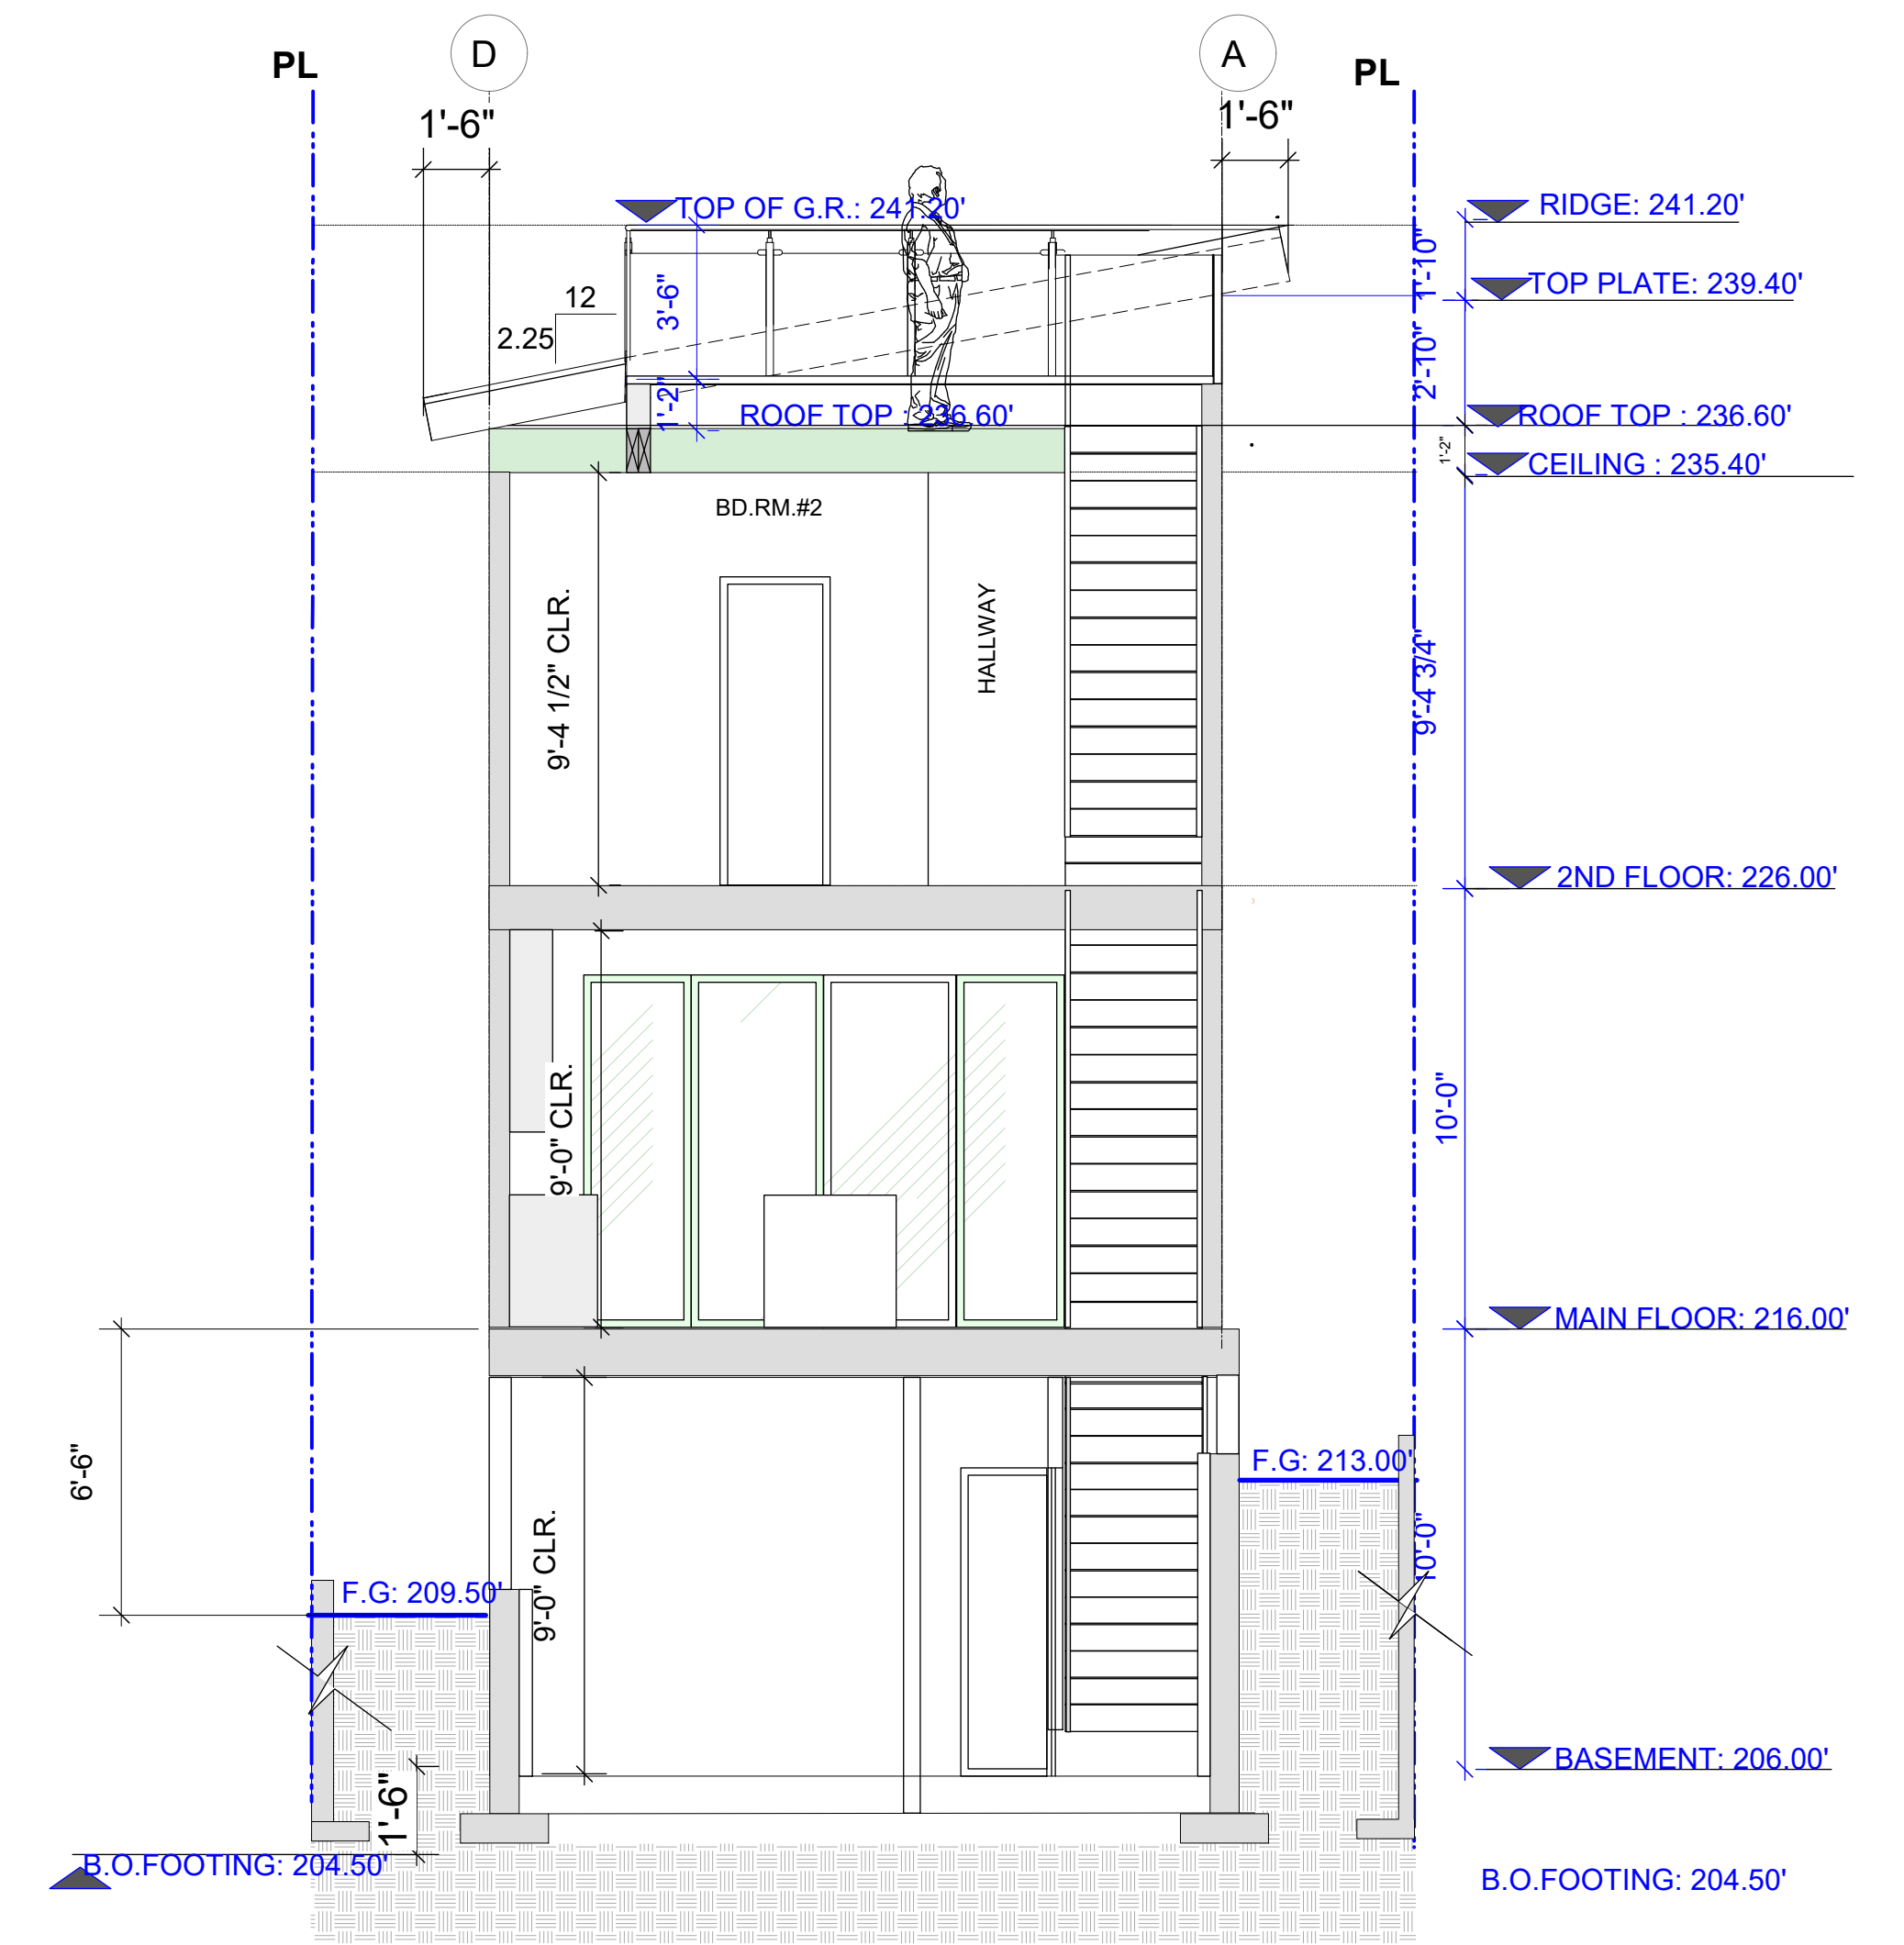 PL
D
A
PL
1'-6"
1'-6"
TOP OF G.R.: 241.20'
RIDGE: 241.20'
1'-10"
TOP PLATE: 239.40'
12
2.25
3'-6"
2'-10"
1'-2"
ROOF TOP : 236.60'
ROOF TOP : 236.60'
1'-2"
CEILING : 235.40'
BD.RM.#2
HALLWAY
9'-4 1/2" CLR.
9'-4 3/4"
2ND FLOOR: 226.00'
9'-0" CLR.
10'-0"
MAIN FLOOR: 216.00'
6'-6"
F.G: 213.00'
9'-0" CLR.
10'-0"
F.G: 209.50'
BASEMENT: 206.00'
1'-6"
B.O.FOOTING: 204.50'
B.O.FOOTING: 204.50'